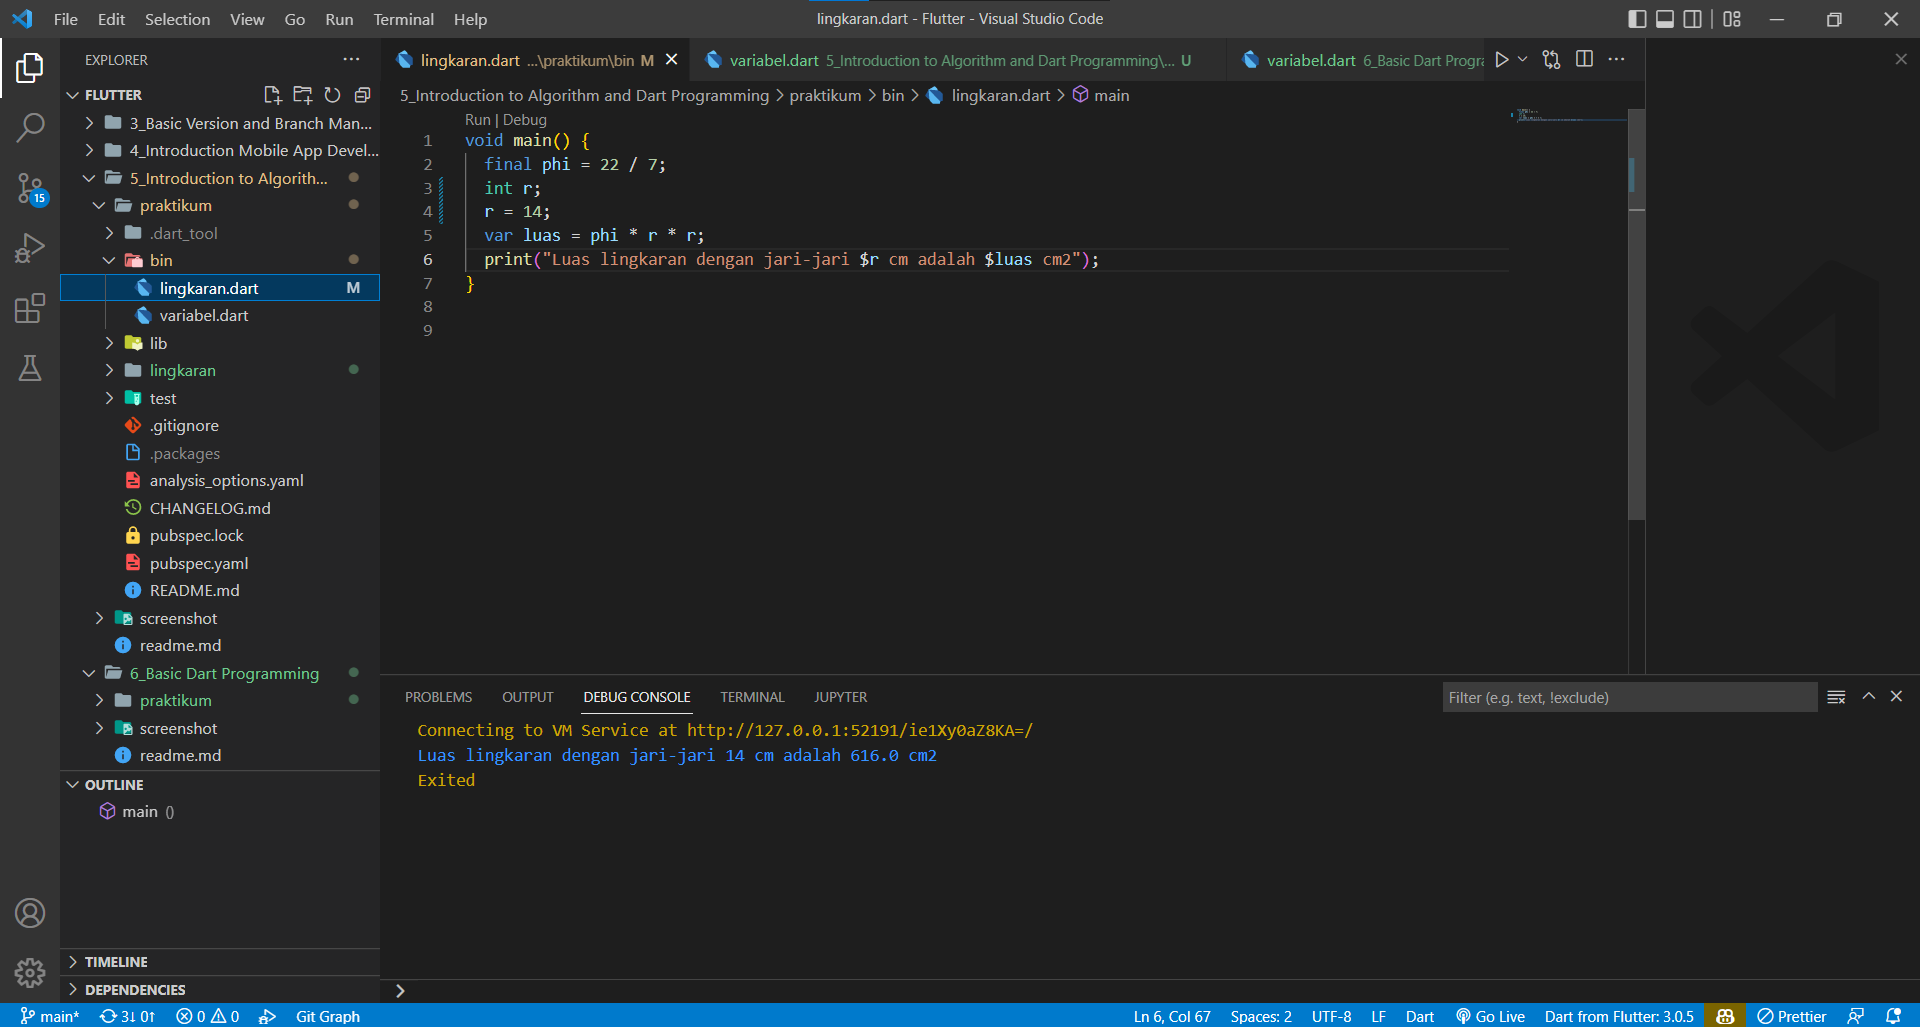 File Edit Selection View Go Run Terminal Help
lingkaran.dart - Flutter - Visual Studio Code
EXPLORER
FLUTTER
3_Basic Version and Branch Man...
4_Introduction Mobile App Devel...
5_Introduction to Algorith...
praktikum
.dart_tool
bin
lingkaran.dart M
variabel.dart
lib
lingkaran
test
.gitignore
.packages
analysis_options.yaml
CHANGELOG.md
pubspec.lock
pubspec.yaml
README.md
screenshot
readme.md
6_Basic Dart Programming
praktikum
screenshot
readme.md
OUTLINE
main ()
TIMELINE
DEPENDENCIES
15
lingkaran.dart ...\praktikum\bin M
variabel.dart 5_Introduction to Algorithm and Dart Programming\... U
variabel.dart 6_Basic Dart Progra
5_Introduction to Algorithm and Dart Programming > praktikum > bin > lingkaran.dart > main
Run | Debug
1 void main() {
2 final phi = 22 / 7;
3 int r;
4 r = 14;
5 var luas = phi * r * r;
6 print("Luas lingkaran dengan jari-jari $r cm adalah $luas cm2");
7 }
8
9
PROBLEMS OUTPUT DEBUG CONSOLE TERMINAL JUPYTER
Filter (e.g. text, !exclude)
Connecting to VM Service at http://127.0.0.1:52191/ie1Xy0aZ8KA=/
Luas lingkaran dengan jari-jari 14 cm adalah 616.0 cm2
Exited
main* 3↓ 0↑ 0 0 Git Graph
Ln 6, Col 67 Spaces: 2 UTF-8 LF Dart Go Live Dart from Flutter: 3.0.5 Prettier